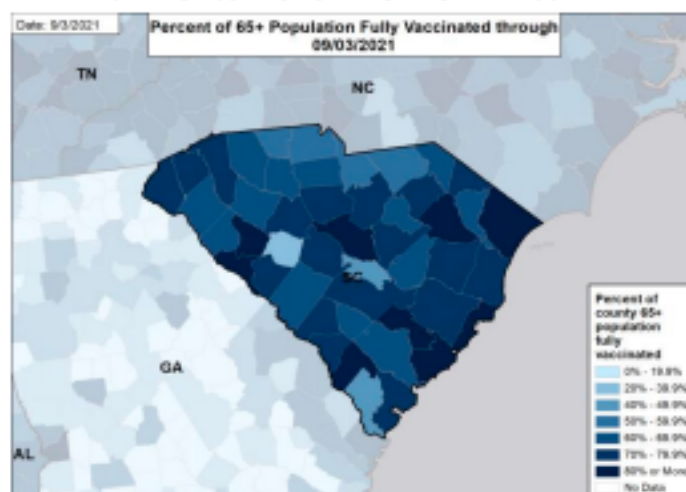 Date: 9/3/2021
Percent of 65+ Population Fully Vaccinated through
09/03/2021
TN
NC
SC
GA
AL
Percent of
county 65+
population
fully
vaccinated
0% - 19.9%
20% - 39.9%
40% - 49.9%
50% - 59.9%
60% - 69.9%
70% - 79.9%
80% or More
No Data